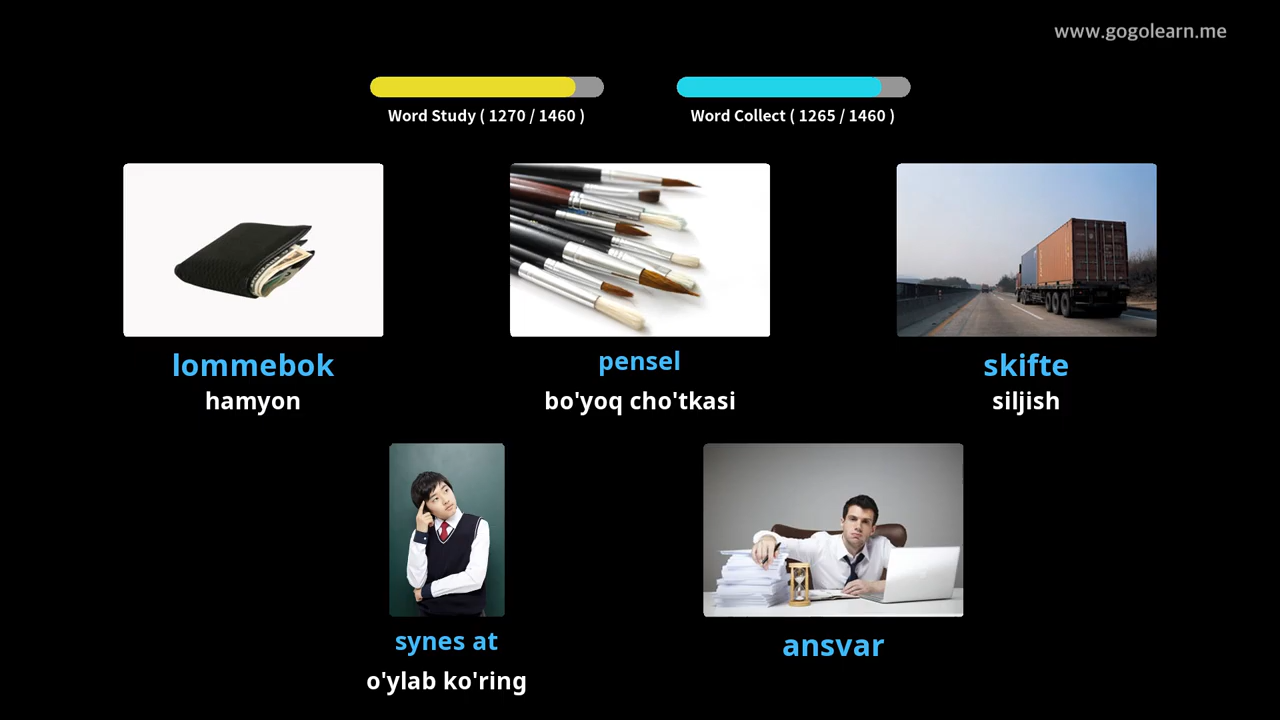 www.gogolearn.me
Word Study ( 1270 / 1460 )
Word Collect ( 1265 / 1460 )
lommebok
hamyon
pensel
bo'yoq cho'tkasi
skifte
siljish
synes at
o'ylab ko'ring
ansvar